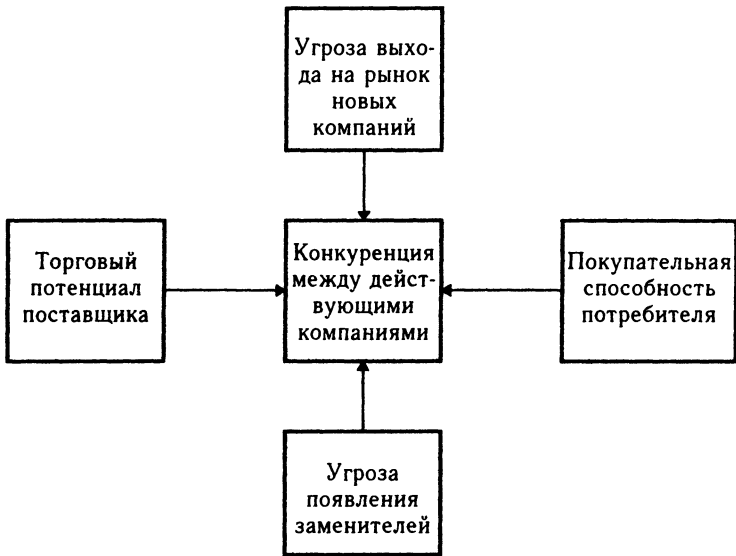 Угроза выхо-
да на рынок
новых
компаний
Торговый
потенциал
поставщика
Конкуренция
между дейст-
вующими
компаниями
Покупательная
способность
потребителя
Угроза
появления
заменителей